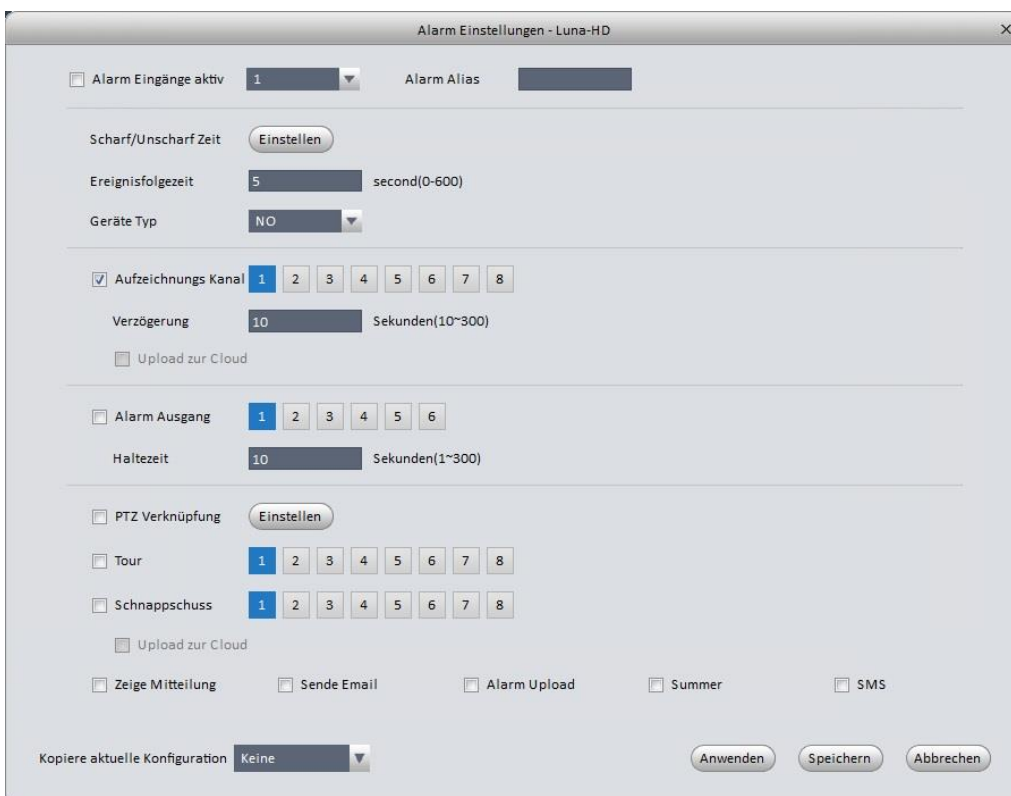 Alarm Einstellungen - Luna-HD
Alarm Eingänge aktiv 1 Alarm Alias
Scharf/Unscharf Zeit Einstellen
Ereignisfolgezeit 5 second(0-600)
Geräte Typ NO
Aufzeichnungs Kanal 1 2 3 4 5 6 7 8
Verzögerung 10 Sekunden(10~300)
Upload zur Cloud
Alarm Ausgang 1 2 3 4 5 6
Haltezeit 10 Sekunden(1~300)
PTZ Verknüpfung Einstellen
Tour 1 2 3 4 5 6 7 8
Schnappschuss 1 2 3 4 5 6 7 8
Upload zur Cloud
Zeige Mitteilung Sende Email Alarm Upload Summer SMS
Kopiere aktuelle Konfiguration Keine Anwenden Speichern Abbrechen